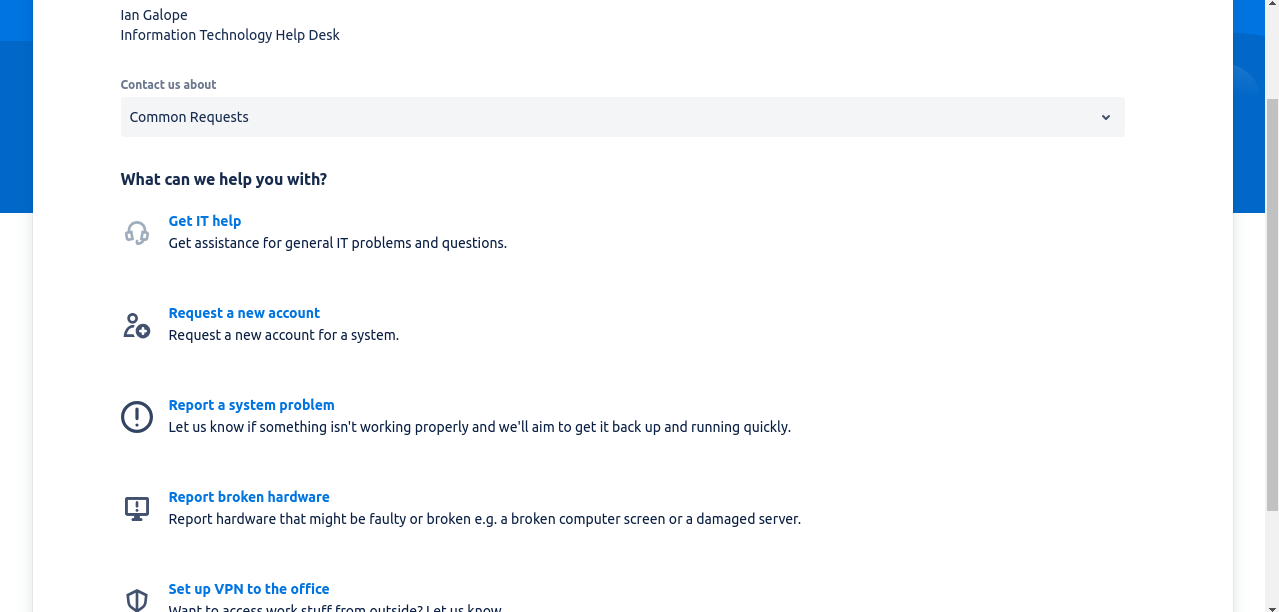 Ian Galope
Information Technology Help Desk
Contact us about
Common Requests
What can we help you with?
Get IT help
Get assistance for general IT problems and questions.
Request a new account
Request a new account for a system.
Report a system problem
Let us know if something isn't working properly and we'll aim to get it back up and running quickly.
Report broken hardware
Report hardware that might be faulty or broken e.g. a broken computer screen or a damaged server.
Set up VPN to the office
Want to access work stuff from outside? Let us know.